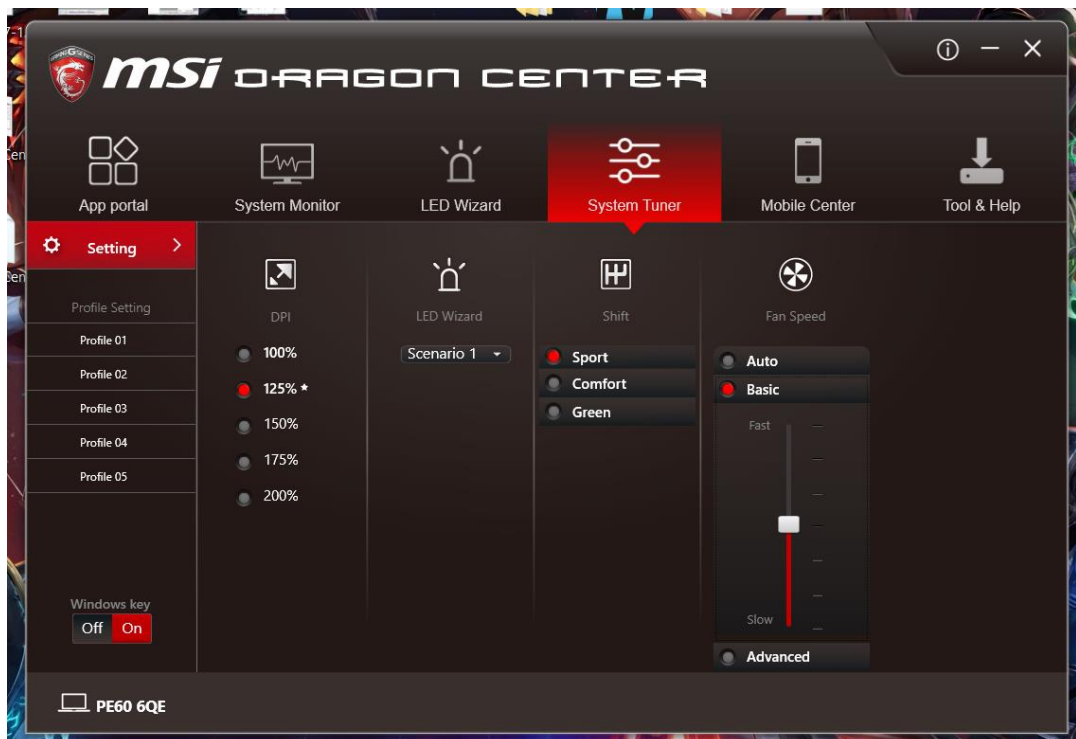 msi DRAGON CENTER
App portal
System Monitor
LED Wizard
System Tuner
Mobile Center
Tool & Help
Setting
Profile Setting
Profile 01
Profile 02
Profile 03
Profile 04
Profile 05
Windows key
Off On
DPI
100%
125% *
150%
175%
200%
LED Wizard
Scenario 1
Shift
Sport
Comfort
Green
Fan Speed
Auto
Basic
Fast
Slow
Advanced
PE60 6QE